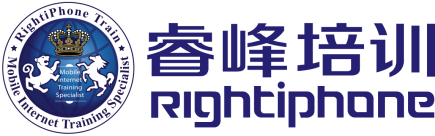 RightiPhone Train
Mobile
Internet
Training
Specialist
Mobile Internet Training Specialist
睿峰培训
Rightiphone